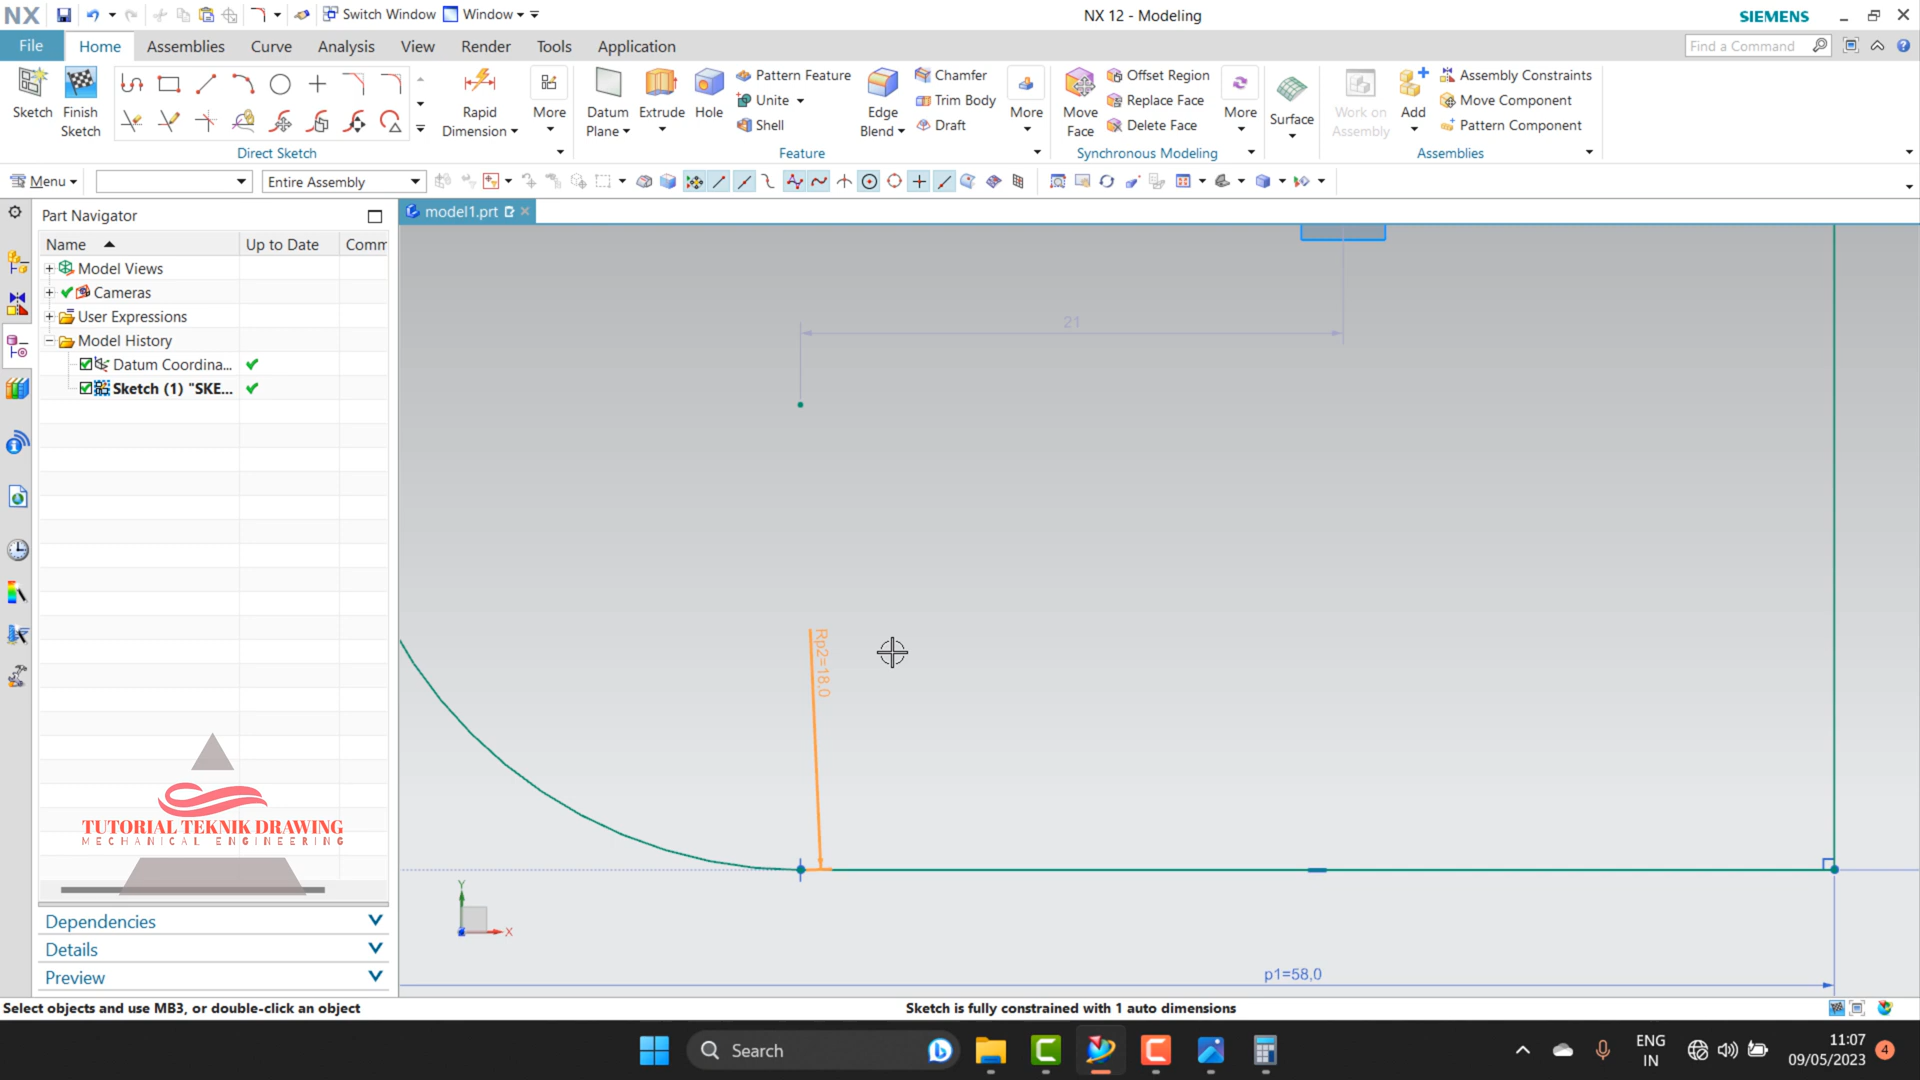 NX
Switch Window
Window
NX 12 - Modeling
SIEMENS
File
Home
Assemblies
Curve
Analysis
View
Render
Tools
Application
Find a Command
Sketch
Finish
Sketch
Rapid
Dimension
More
Datum
Plane
Extrude
Hole
Pattern Feature
Unite
Shell
Edge
Blend
Chamfer
Trim Body
Draft
More
Move
Face
Offset Region
Replace Face
Delete Face
More
Surface
Work on
Assembly
Add
Assembly Constraints
Move Component
Pattern Component
Direct Sketch
Feature
Synchronous Modeling
Assemblies
Menu
Entire Assembly
Part Navigator
model1.prt
Name
Up to Date
Comm
Model Views
Cameras
User Expressions
Model History
Datum Coordina...
Sketch (1) "SKE...
21
Rp2=18,0
TUTORIAL TEKNIK DRAWING
MECHANICAL ENGINEERING
Y
X
p1=58,0
Dependencies
Details
Preview
Select objects and use MB3, or double-click an object
Sketch is fully constrained with 1 auto dimensions
Search
ENG
IN
11:07
09/05/2023
4